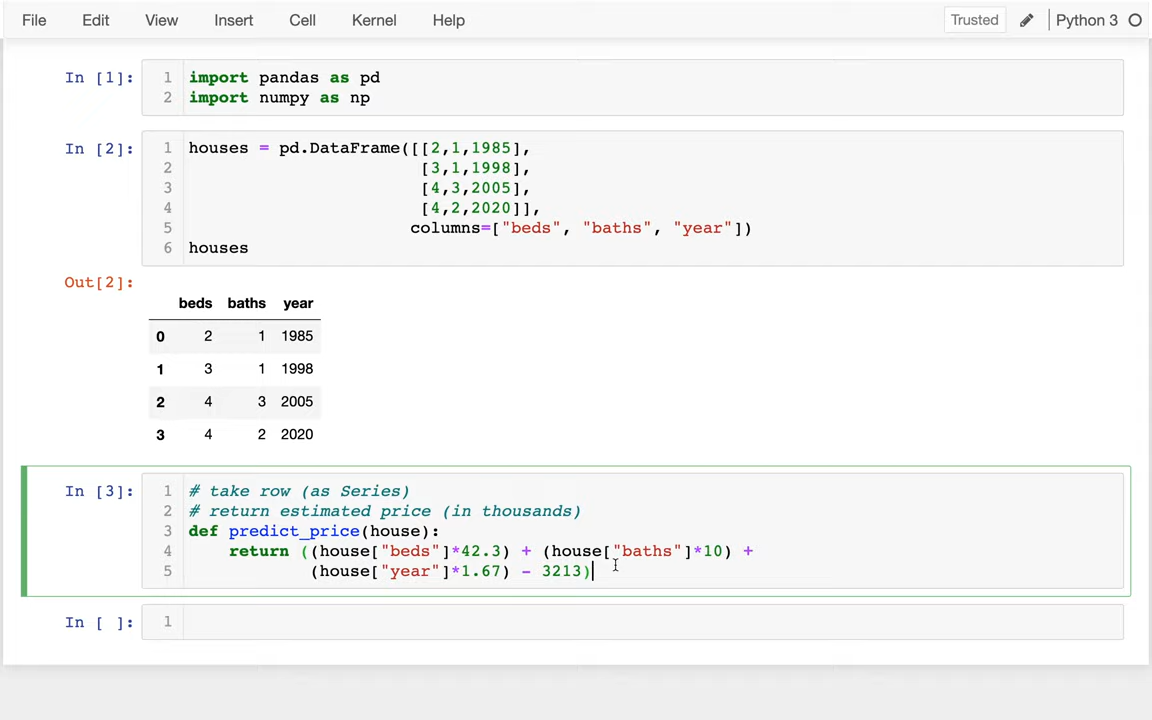 File Edit View Insert Cell Kernel Help Trusted Python 3
In [1]:
1 import pandas as pd
2 import numpy as np
In [2]:
1 houses = pd.DataFrame([[2,1,1985],
2                        [3,1,1998],
3                        [4,3,2005],
4                        [4,2,2020]],
5                       columns=["beds", "baths", "year"])
6 houses
Out[2]:
beds baths year
0 2 1 1985
1 3 1 1998
2 4 3 2005
3 4 2 2020
In [3]:
1 # take row (as Series)
2 # return estimated price (in thousands)
3 def predict_price(house):
4     return ((house["beds"]*42.3) + (house["baths"]*10) +
5             (house["year"]*1.67) - 3213)
In [ ]:
1